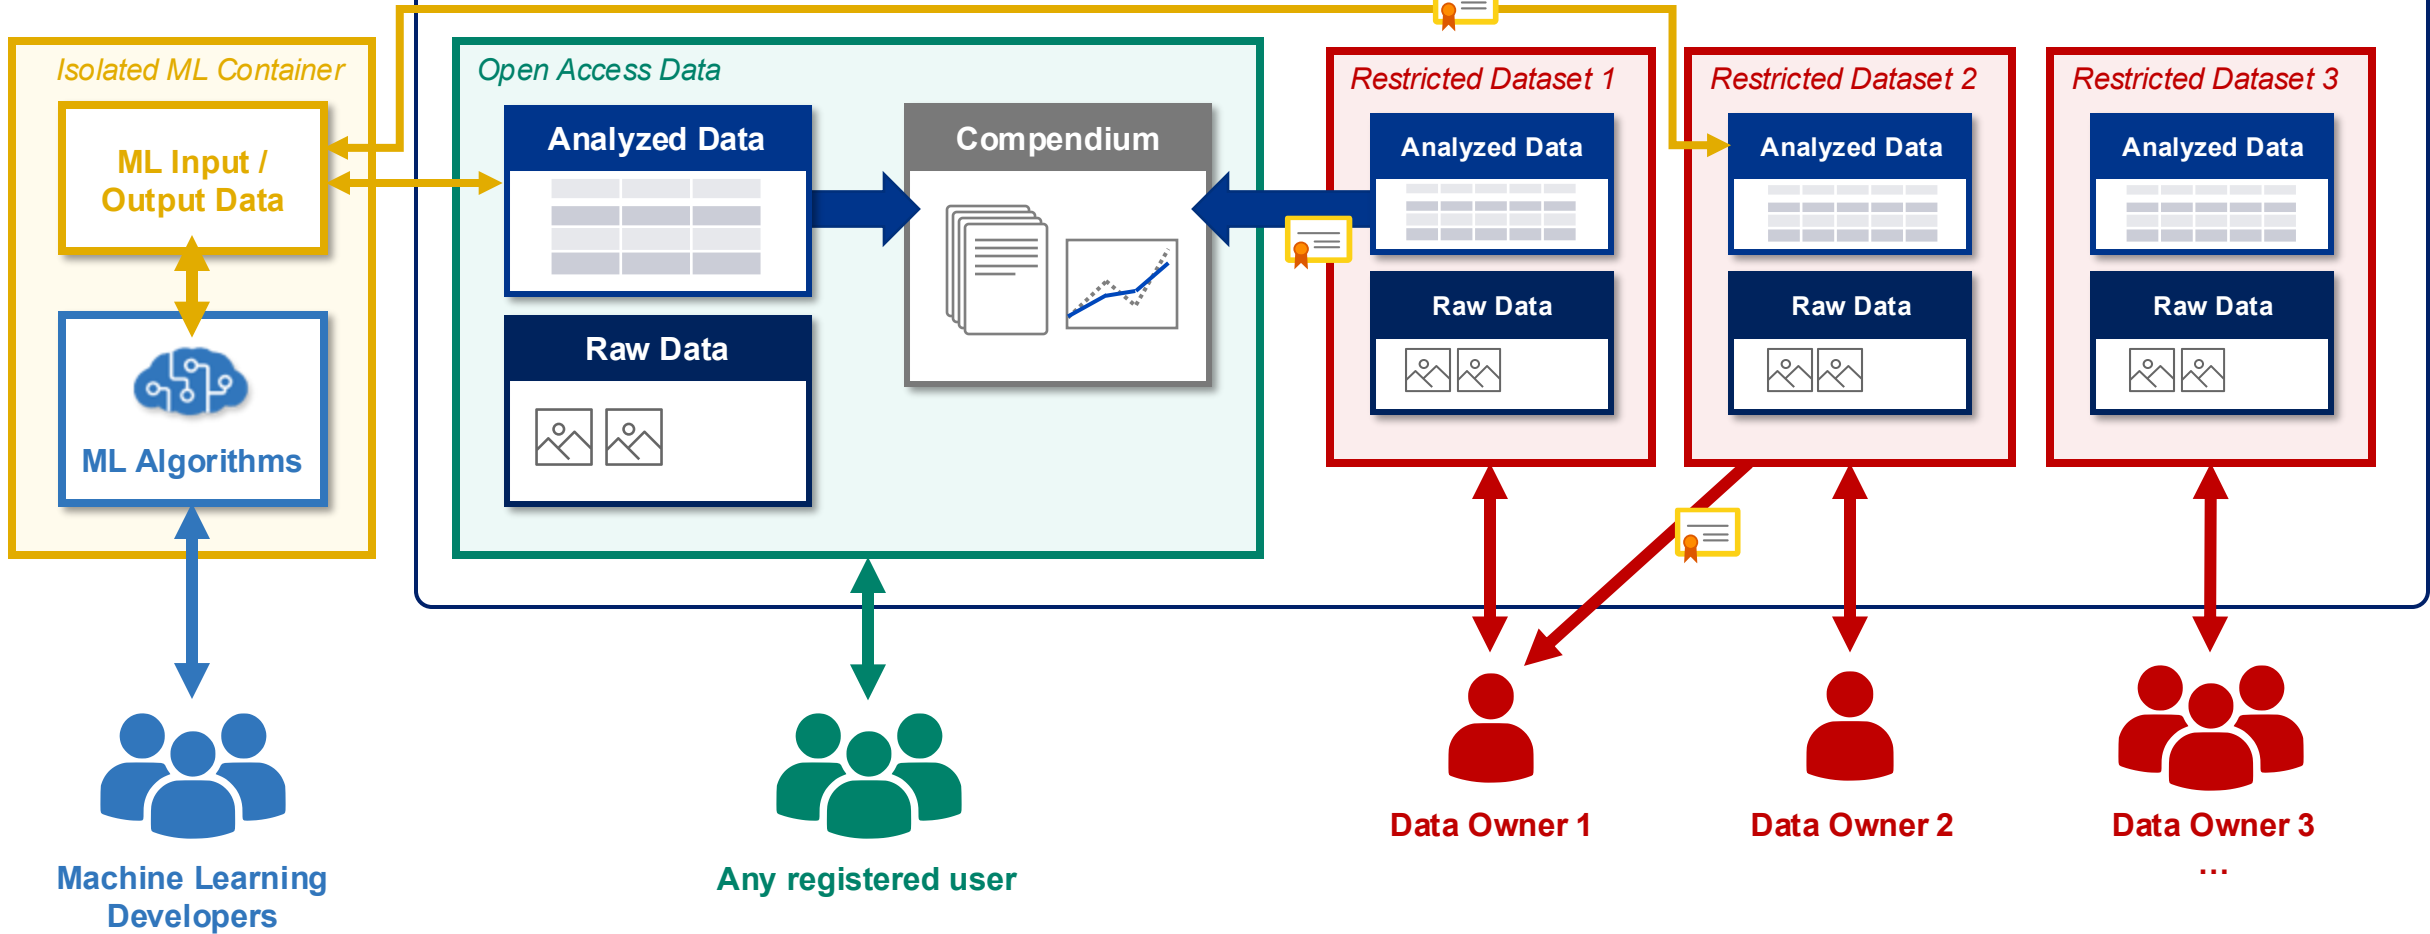 Isolated ML Container
ML Input /
Output Data
ML Algorithms
Open Access Data
Analyzed Data
Raw Data
Compendium
Restricted Dataset 1
Analyzed Data
Raw Data
Restricted Dataset 2
Analyzed Data
Raw Data
Restricted Dataset 3
Analyzed Data
Raw Data
Machine Learning
Developers
Any registered user
Data Owner 1
Data Owner 2
Data Owner 3
...